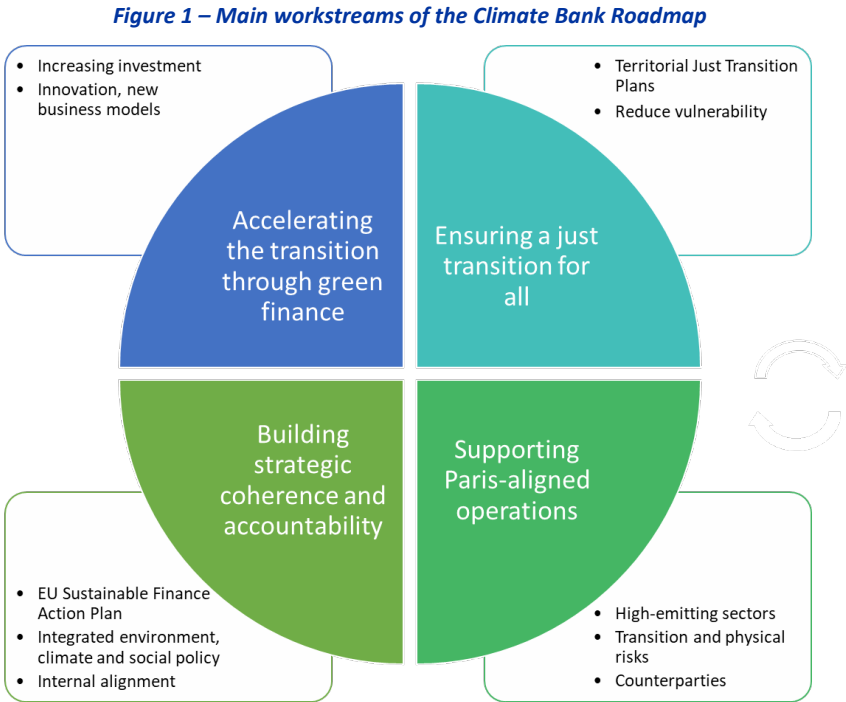 Figure 1 – Main workstreams of the Climate Bank Roadmap
• Increasing investment
• Innovation, new
business models
• Territorial Just Transition
Plans
• Reduce vulnerability
Accelerating
the transition
through green
finance
Ensuring a just
transition for
all
Building
strategic
coherence and
accountability
Supporting
Paris-aligned
operations
• EU Sustainable Finance
Action Plan
• Integrated environment,
climate and social policy
• Internal alignment
• High-emitting sectors
• Transition and physical
risks
• Counterparties